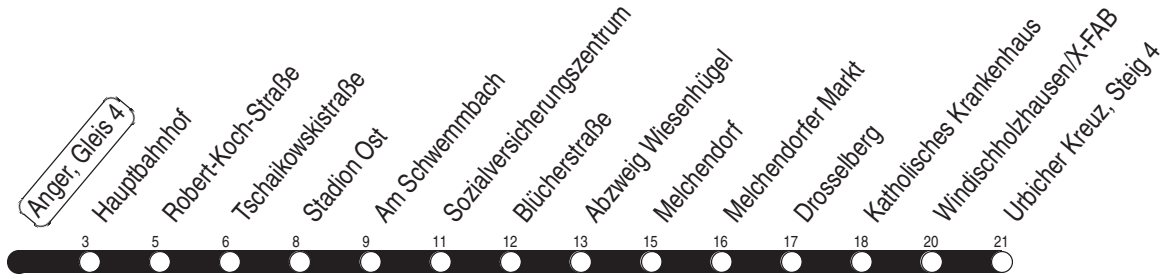 Anger, Gleis 4
Hauptbahnhof
Robert-Koch-Straße
Tschaikowskistraße
Stadion Ost
Am Schwemmbach
Sozialversicherungszentrum
Blücherstraße
Abzweig Wiesenhügel
Melchendorf
Melchendorfer Markt
Drosselberg
Katholisches Krankenhaus
Windischholzhausen/X-FAB
Urbicher Kreuz, Steig 4
3 5 6 8 9 11 12 13 15 16 17 18 20 21